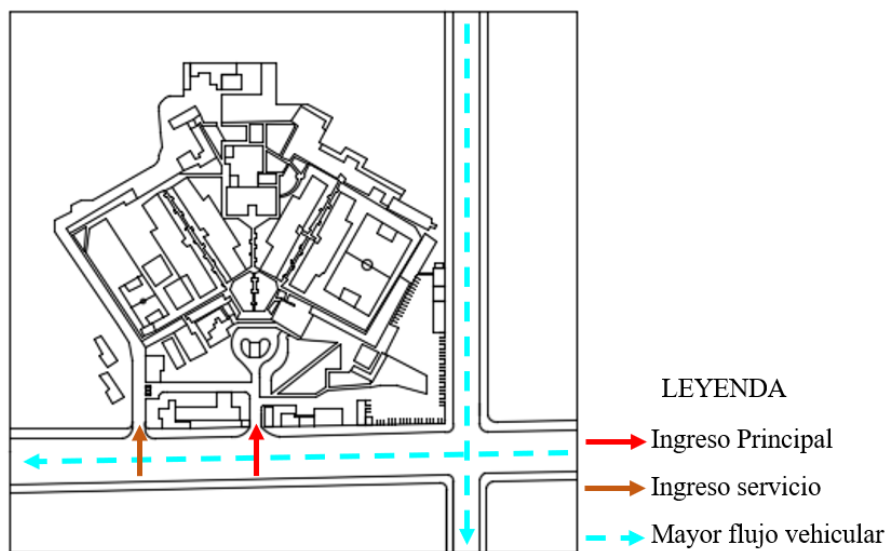 LEYENDA
Ingreso Principal
Ingreso servicio
Mayor flujo vehicular